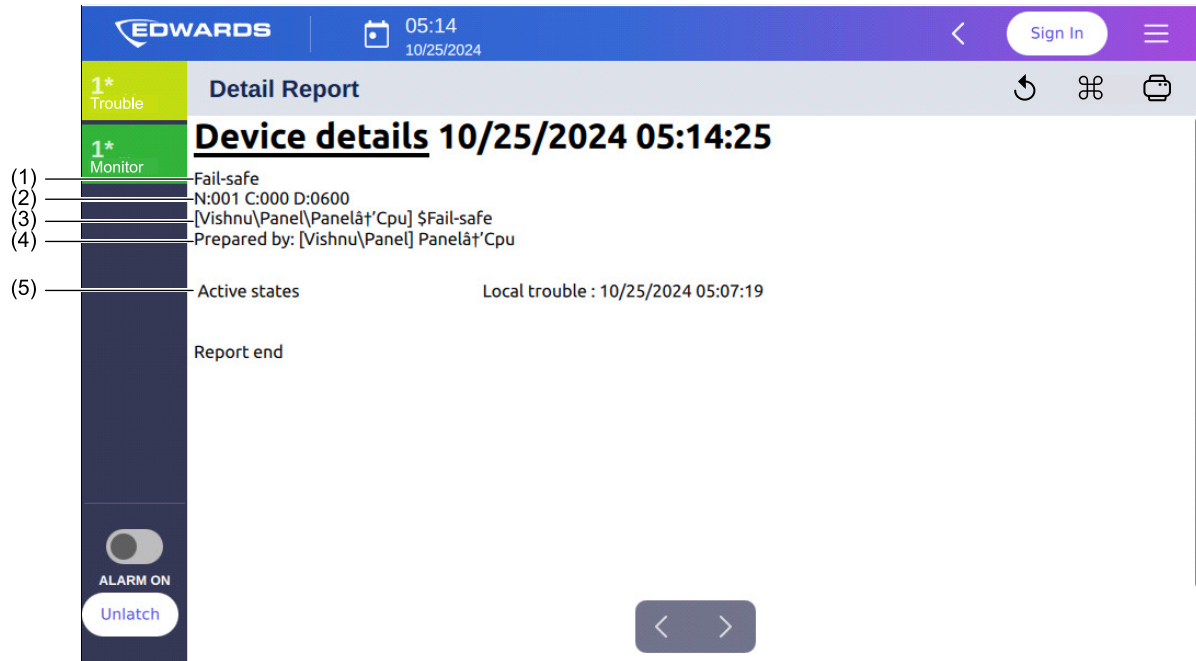 EDWARDS
05:14
10/25/2024
Sign In
1*
Trouble
Detail Report
1*
Monitor
Device details 10/25/2024 05:14:25
(1)
Fail-safe
(2)
N:001 C:000 D:0600
(3)
[Vishnu\Panel\Panelâ†’Cpu] $Fail-safe
(4)
Prepared by: [Vishnu\Panel] Panelâ†’Cpu
(5)
Active states Local trouble : 10/25/2024 05:07:19
Report end
ALARM ON
Unlatch